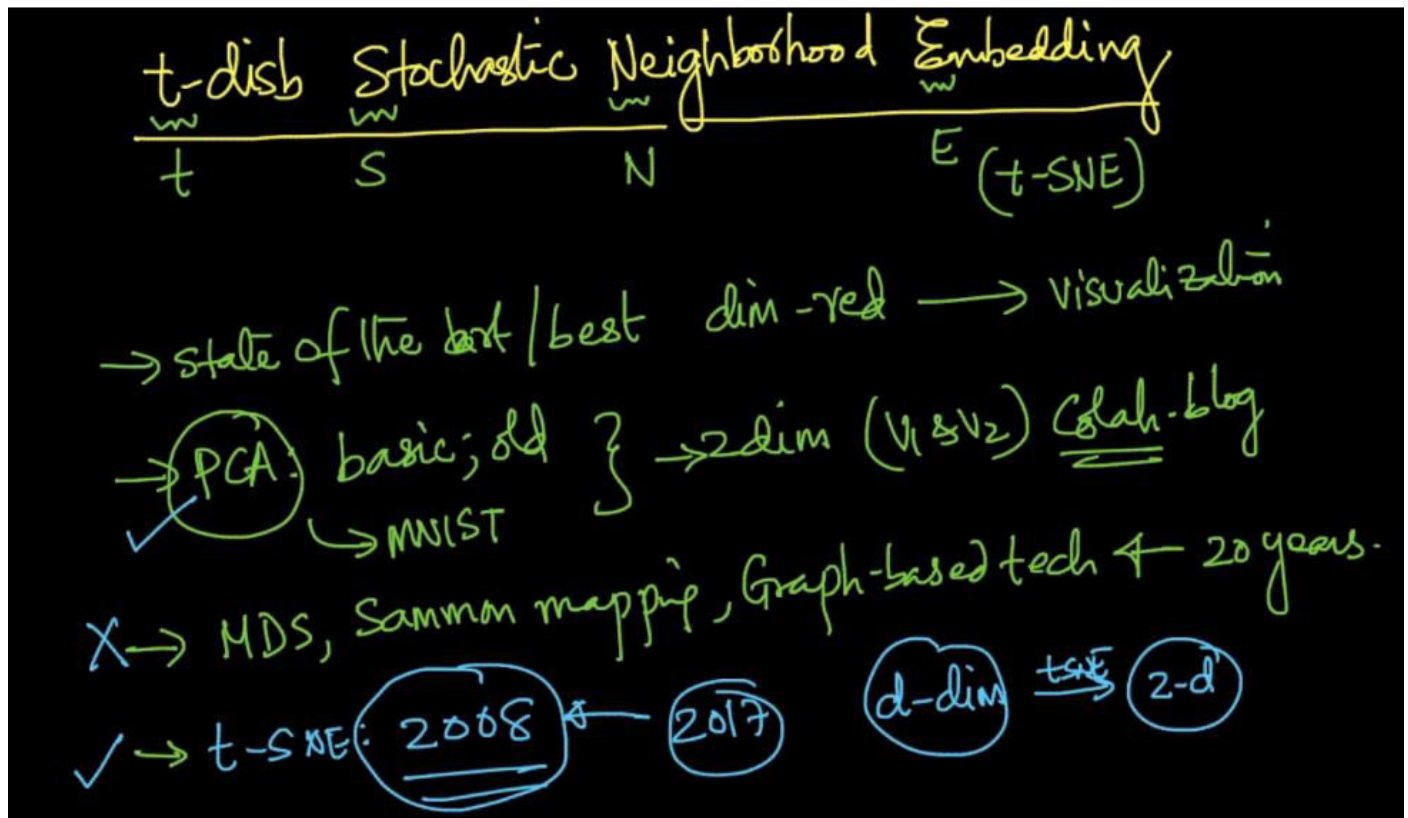 t-disb Stochastic Neighborhood Embedding
t S N E (t-SNE)
→ State of the art / best dim-red → visualization
→ PCA: basic; old } → 2dim (V1 & V2) Colah-blog
↳ MNIST
X → MDS, Sammon mapping, Graph-based tech ← 20 years.
✓ → t-SNE: 2008 ← 2017 d-dim tSNE → 2-d